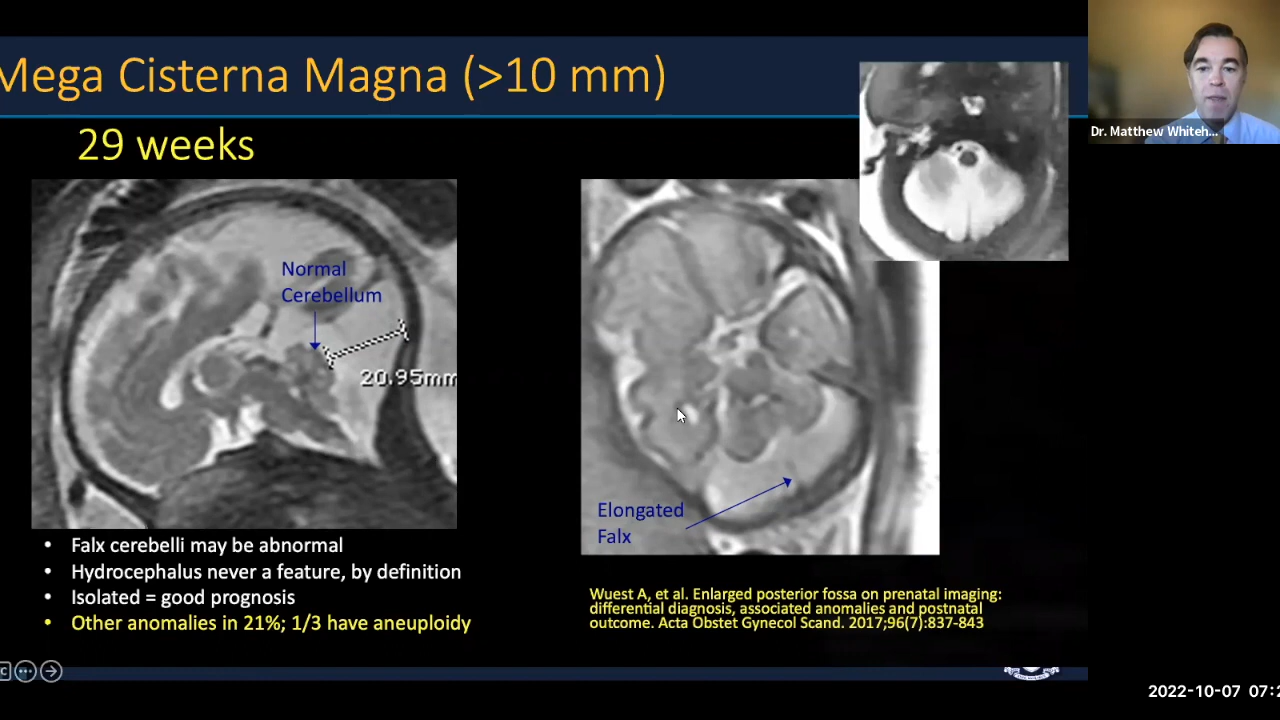 Mega Cisterna Magna (>10 mm)
Dr. Matthew Whiteh...
29 weeks
Normal
Cerebellum
20.95mm
Elongated
Falx
• Falx cerebelli may be abnormal
• Hydrocephalus never a feature, by definition
• Isolated = good prognosis
• Other anomalies in 21%; 1/3 have aneuploidy
Wuest A, et al. Enlarged posterior fossa on prenatal imaging:
differential diagnosis, associated anomalies and postnatal
outcome. Acta Obstet Gynecol Scand. 2017;96(7):837-843
2022-10-07 07:2